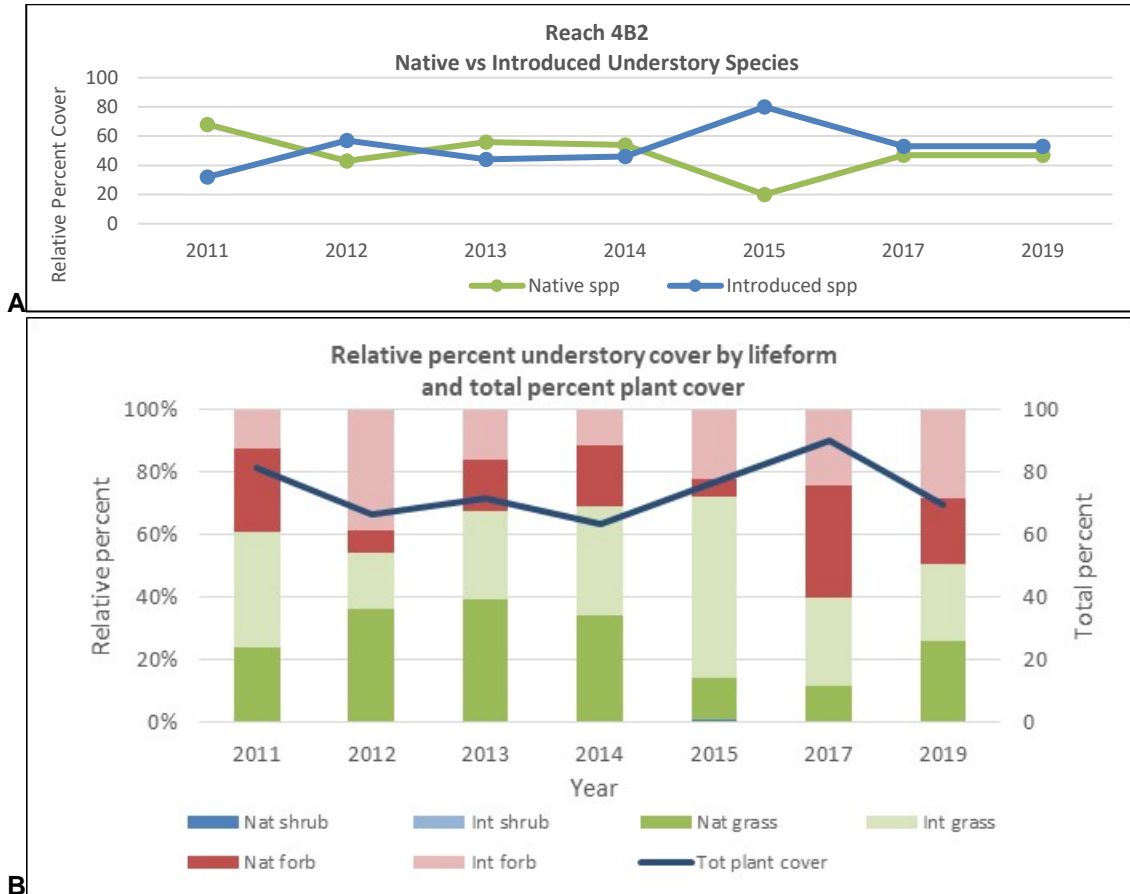 Reach 4B2
Native vs Introduced Understory Species
Relative Percent Cover
100
80
60
40
20
0
2011 2012 2013 2014 2015 2017 2019
Native spp Introduced spp
A
Relative percent understory cover by lifeform
and total percent plant cover
Relative percent
100%
80%
60%
40%
20%
0%
100
80
60
40
20
0
Total percent
2011 2012 2013 2014 2015 2017 2019
Year
Nat shrub Int shrub Nat grass Int grass
Nat forb Int forb Tot plant cover
B